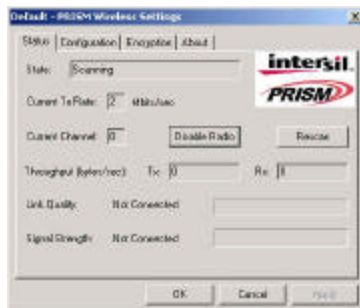 Default - PRISM Wireless Settings
Status Configuration Encryption About
State: Scanning
intersil.
PRISM
Current Tx Rate: 2 Mbits/sec
Current Channel: 0 Disable Radio Rescan
Throughput (bytes/sec): Tx: 0 Rx: 0
Link Quality: Not Connected
Signal Strength: Not Connected
OK Cancel